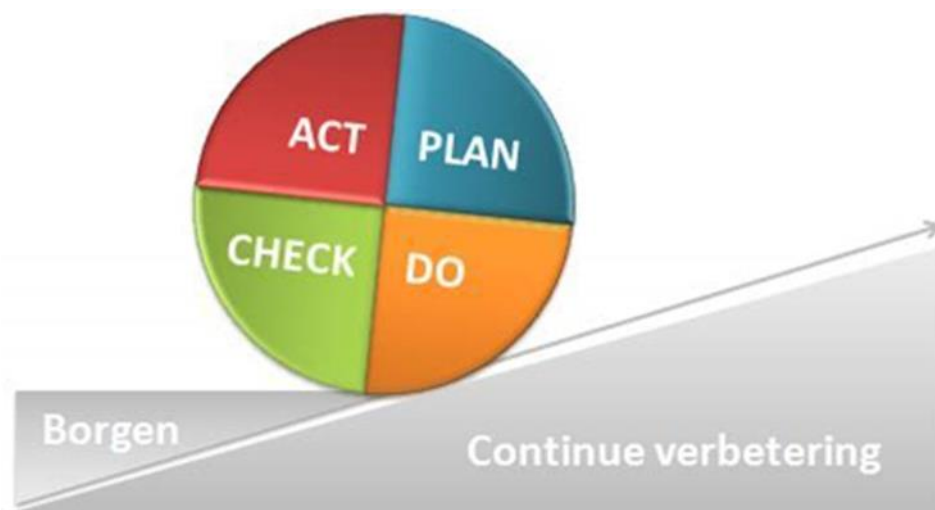 ACT
PLAN
CHECK
DO
Borgen
Continue verbetering